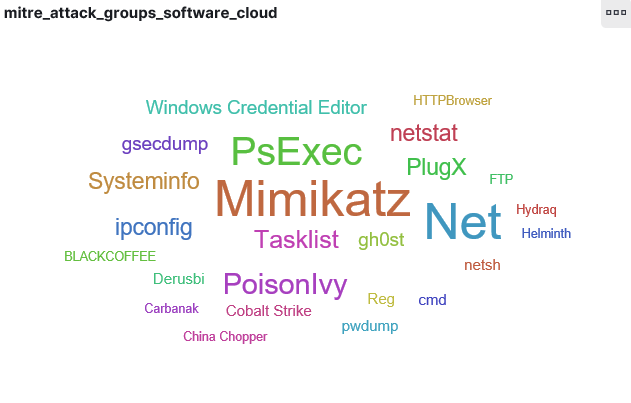 mitre_attack_groups_software_cloud
HTTPBrowser
Windows Credential Editor
netstat
gsecdump
PsExec
PlugX
Systeminfo
FTP
Mimikatz
Hydraq
Net
ipconfig
Helminth
Tasklist
gh0st
BLACKCOFFEE
netsh
Derusbi
PoisonIvy
Reg
cmd
Carbanak
Cobalt Strike
pwdump
China Chopper